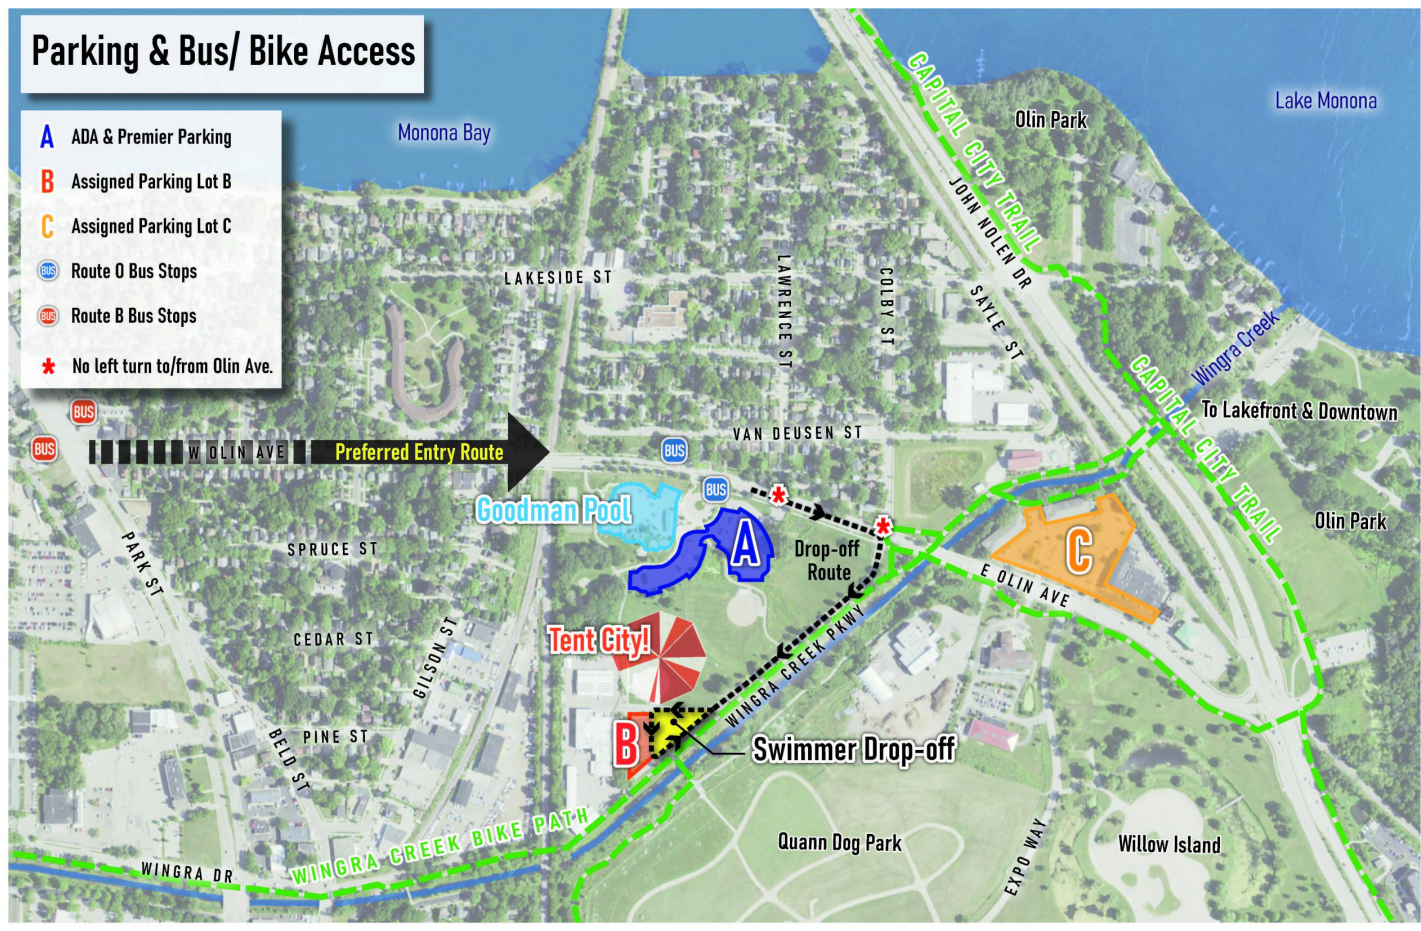 Parking & Bus/ Bike Access
A ADA & Premier Parking
B Assigned Parking Lot B
C Assigned Parking Lot C
BUS Route O Bus Stops
BUS Route B Bus Stops
* No left turn to/from Olin Ave.
Monona Bay
Lake Monona
Olin Park
CAPITAL CITY TRAIL
JOHN NOLEN DR
LAKESIDE ST
LAWRENCE ST
COLBY ST
SAYLE ST
Wingra Creek
CAPITAL CITY TRAIL
To Lakefront & Downtown
BUS
BUS
W OLIN AVE
Preferred Entry Route
VAN DEUSEN ST
BUS
BUS
*
*
Goodman Pool
A
Drop-off
Route
C
Olin Park
E OLIN AVE
PARK ST
SPRUCE ST
CEDAR ST
GILSON ST
Tent City!
WINGRA CREEK PKWY
PINE ST
BELD ST
B
Swimmer Drop-off
Quann Dog Park
EXPO WAY
Willow Island
WINGRA CREEK BIKE PATH
WINGRA DR